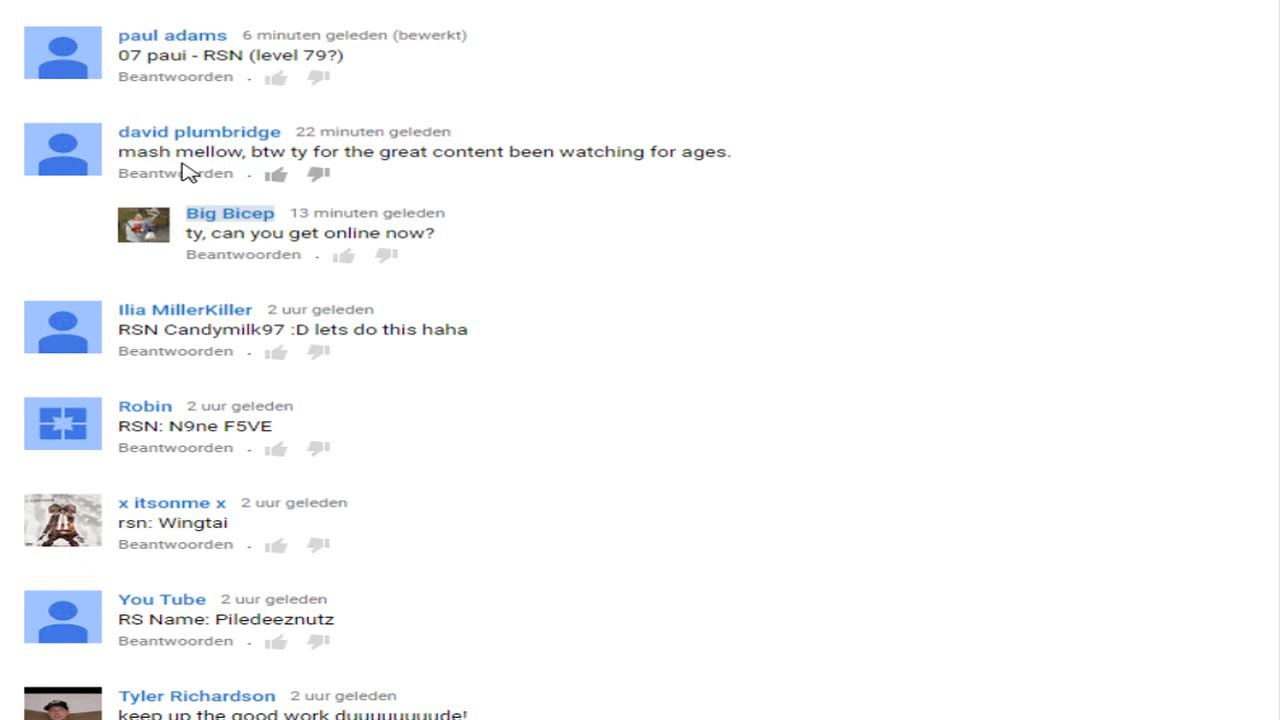 paul adams 6 minuten geleden (bewerkt)
07 paui - RSN (level 79?)
Beantwoorden ·
david plumbridge 22 minuten geleden
mash mellow, btw ty for the great content been watching for ages.
Beantwoorden ·
Big Bicep 13 minuten geleden
ty, can you get online now?
Beantwoorden ·
Ilia MillerKiller 2 uur geleden
RSN Candymilk97 :D lets do this haha
Beantwoorden ·
Robin 2 uur geleden
RSN: N9ne F5VE
Beantwoorden ·
x itsonme x 2 uur geleden
rsn: Wingtai
Beantwoorden ·
You Tube 2 uur geleden
RS Name: Piledeeznutz
Beantwoorden ·
Tyler Richardson 2 uur geleden
keep up the good work duuuuuuuude!